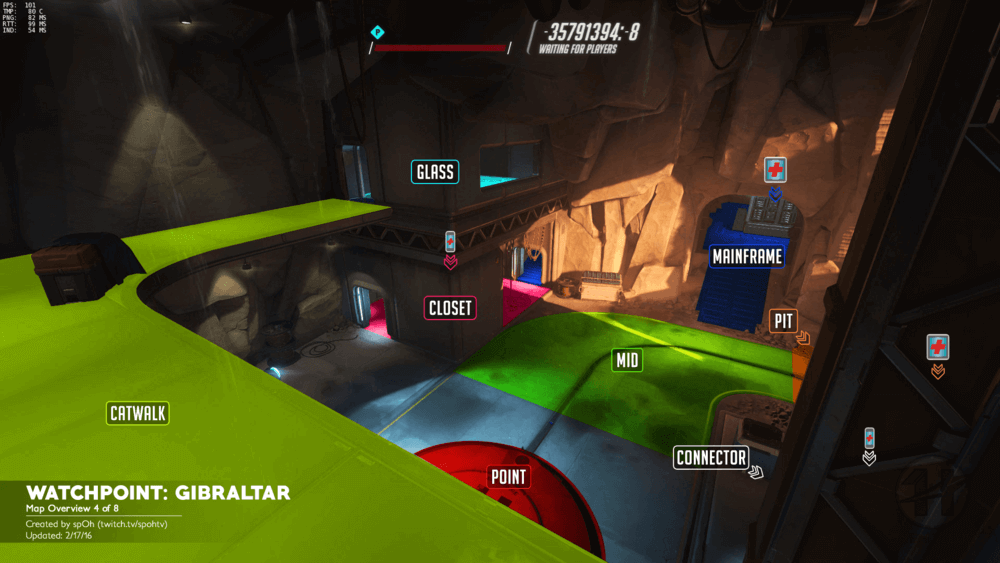 FPS: 101
TMP: 80 C
PNG: 82 MS
RTT: 99 MS
IND: 54 MS
P
-35791394:-8
WAITING FOR PLAYERS
GLASS
MAINFRAME
CLOSET
PIT
MID
CATWALK
CONNECTOR
POINT
WATCHPOINT: GIBRALTAR
Map Overview 4 of 8
Created by spOh (twitch.tv/spohtv)
Updated: 2/17/16